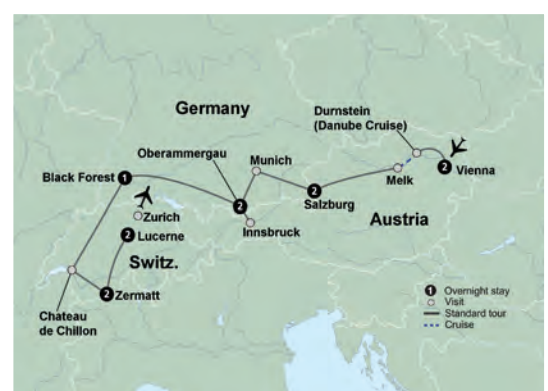 Germany
Durnstein
(Danube Cruise)
Oberammergau
Munich
Black Forest
1
2
Vienna
Melk
2
2
Salzburg
Zurich
2
Lucerne
Innsbruck
Austria
Switz.
2
Zermatt
Chateau
de Chillon
1 Overnight stay
Visit
Standard tour
Cruise